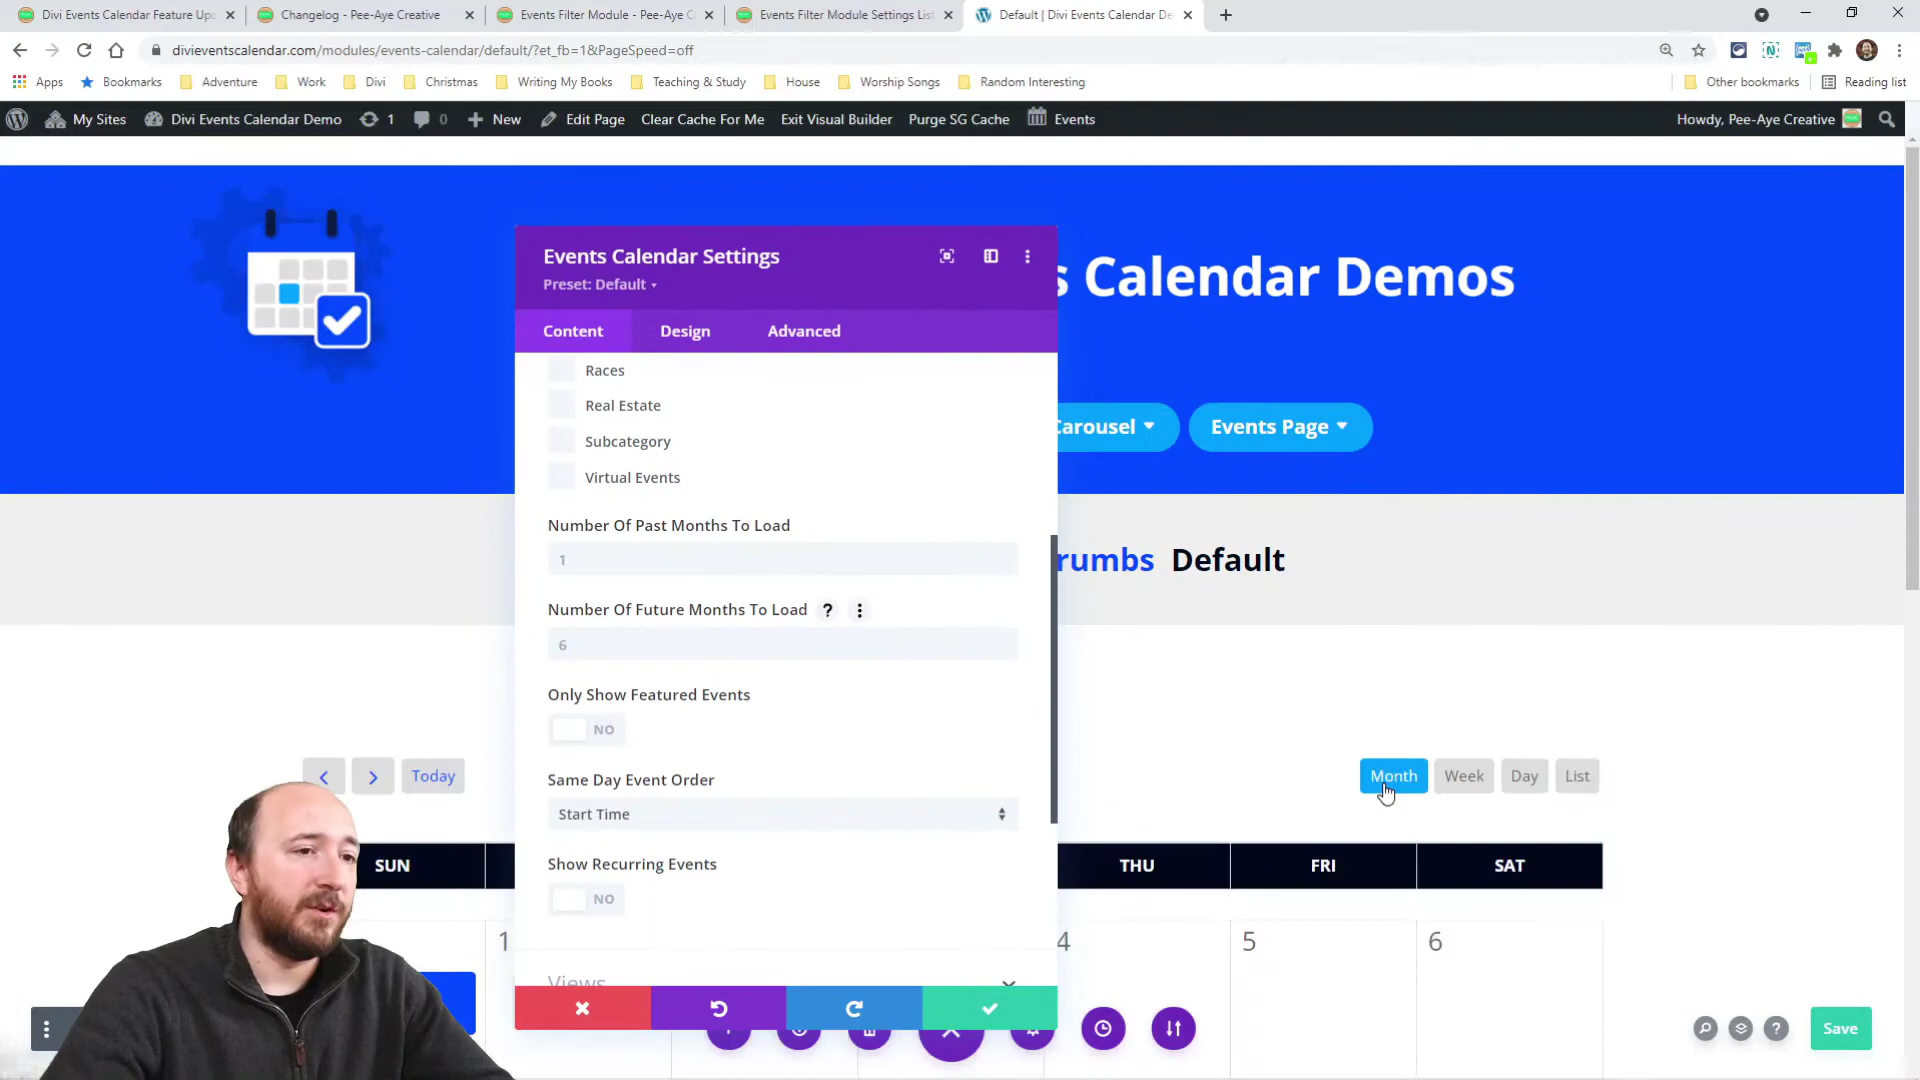 Divi Events Calendar Feature Up
Changelog - Pee-Aye Creative
Events Filter Module - Pee-Aye C
Events Filter Module Settings List
Default | Divi Events Calendar De
divieventscalendar.com/modules/events-calendar/default/?et_fb=1&PageSpeed=off
Apps
Bookmarks
Adventure
Work
Divi
Christmas
Writing My Books
Teaching & Study
House
Worship Songs
Random Interesting
Other bookmarks
Reading list
My Sites
Divi Events Calendar Demo
1
0
New
Edit Page
Clear Cache For Me
Exit Visual Builder
Purge SG Cache
Events
Howdy, Pee-Aye Creative
s Calendar Demos
Carousel
Events Page
rumbs Default
Events Calendar Settings
Preset: Default
Content
Design
Advanced
Races
Real Estate
Subcategory
Virtual Events
Number Of Past Months To Load
1
Number Of Future Months To Load ?
6
Only Show Featured Events
NO
Same Day Event Order
Start Time
Show Recurring Events
NO
Views
Today
Month
Week
Day
List
SUN
THU
FRI
SAT
1
4
5
6
?
Save